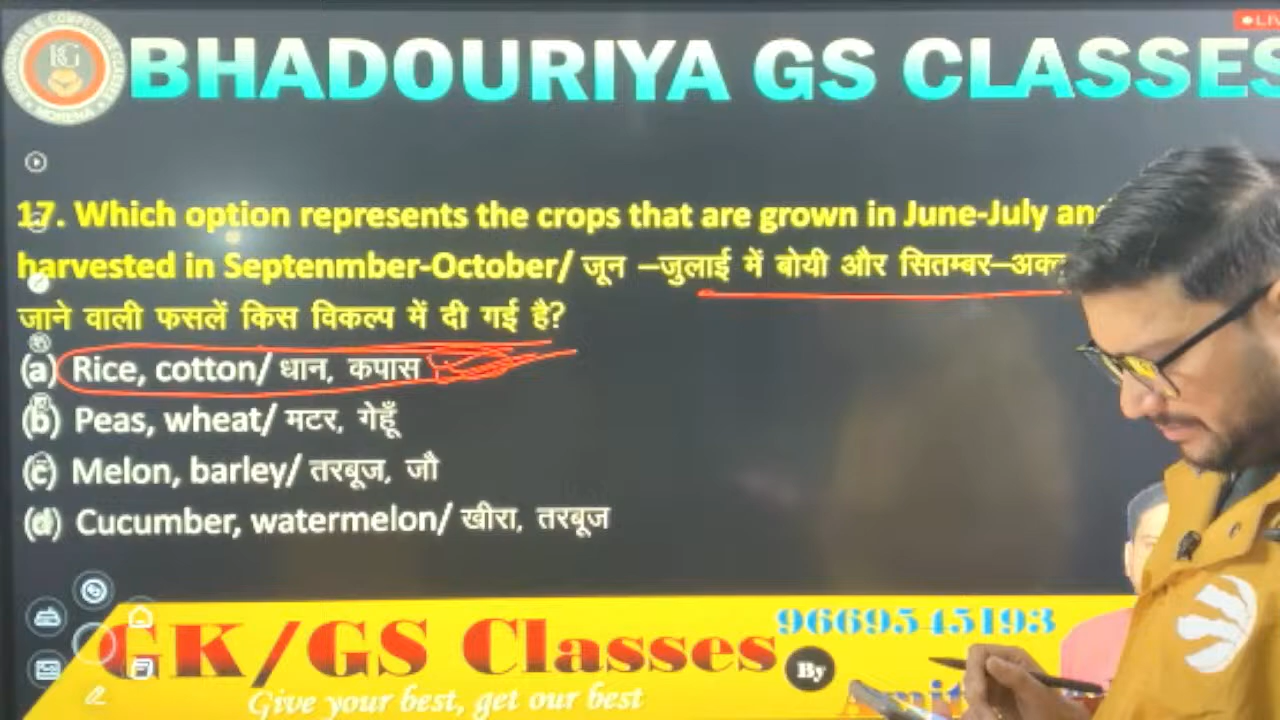 LIV
BHADOURIYA GS CLASSES
17. Which option represents the crops that are grown in June-July and
harvested in Septenmber-October/ जून –जुलाई में बोयी और सितम्बर–अक्
जाने वाली फसलें किस विकल्प में दी गई है?
(a) Rice, cotton/ धान, कपास
(b) Peas, wheat/ मटर, गेहूँ
(c) Melon, barley/ तरबूज, जौ
(d) Cucumber, watermelon/ खीरा, तरबूज
GK/GS Classes
9669545193
By
Amit
Give your best, get our best